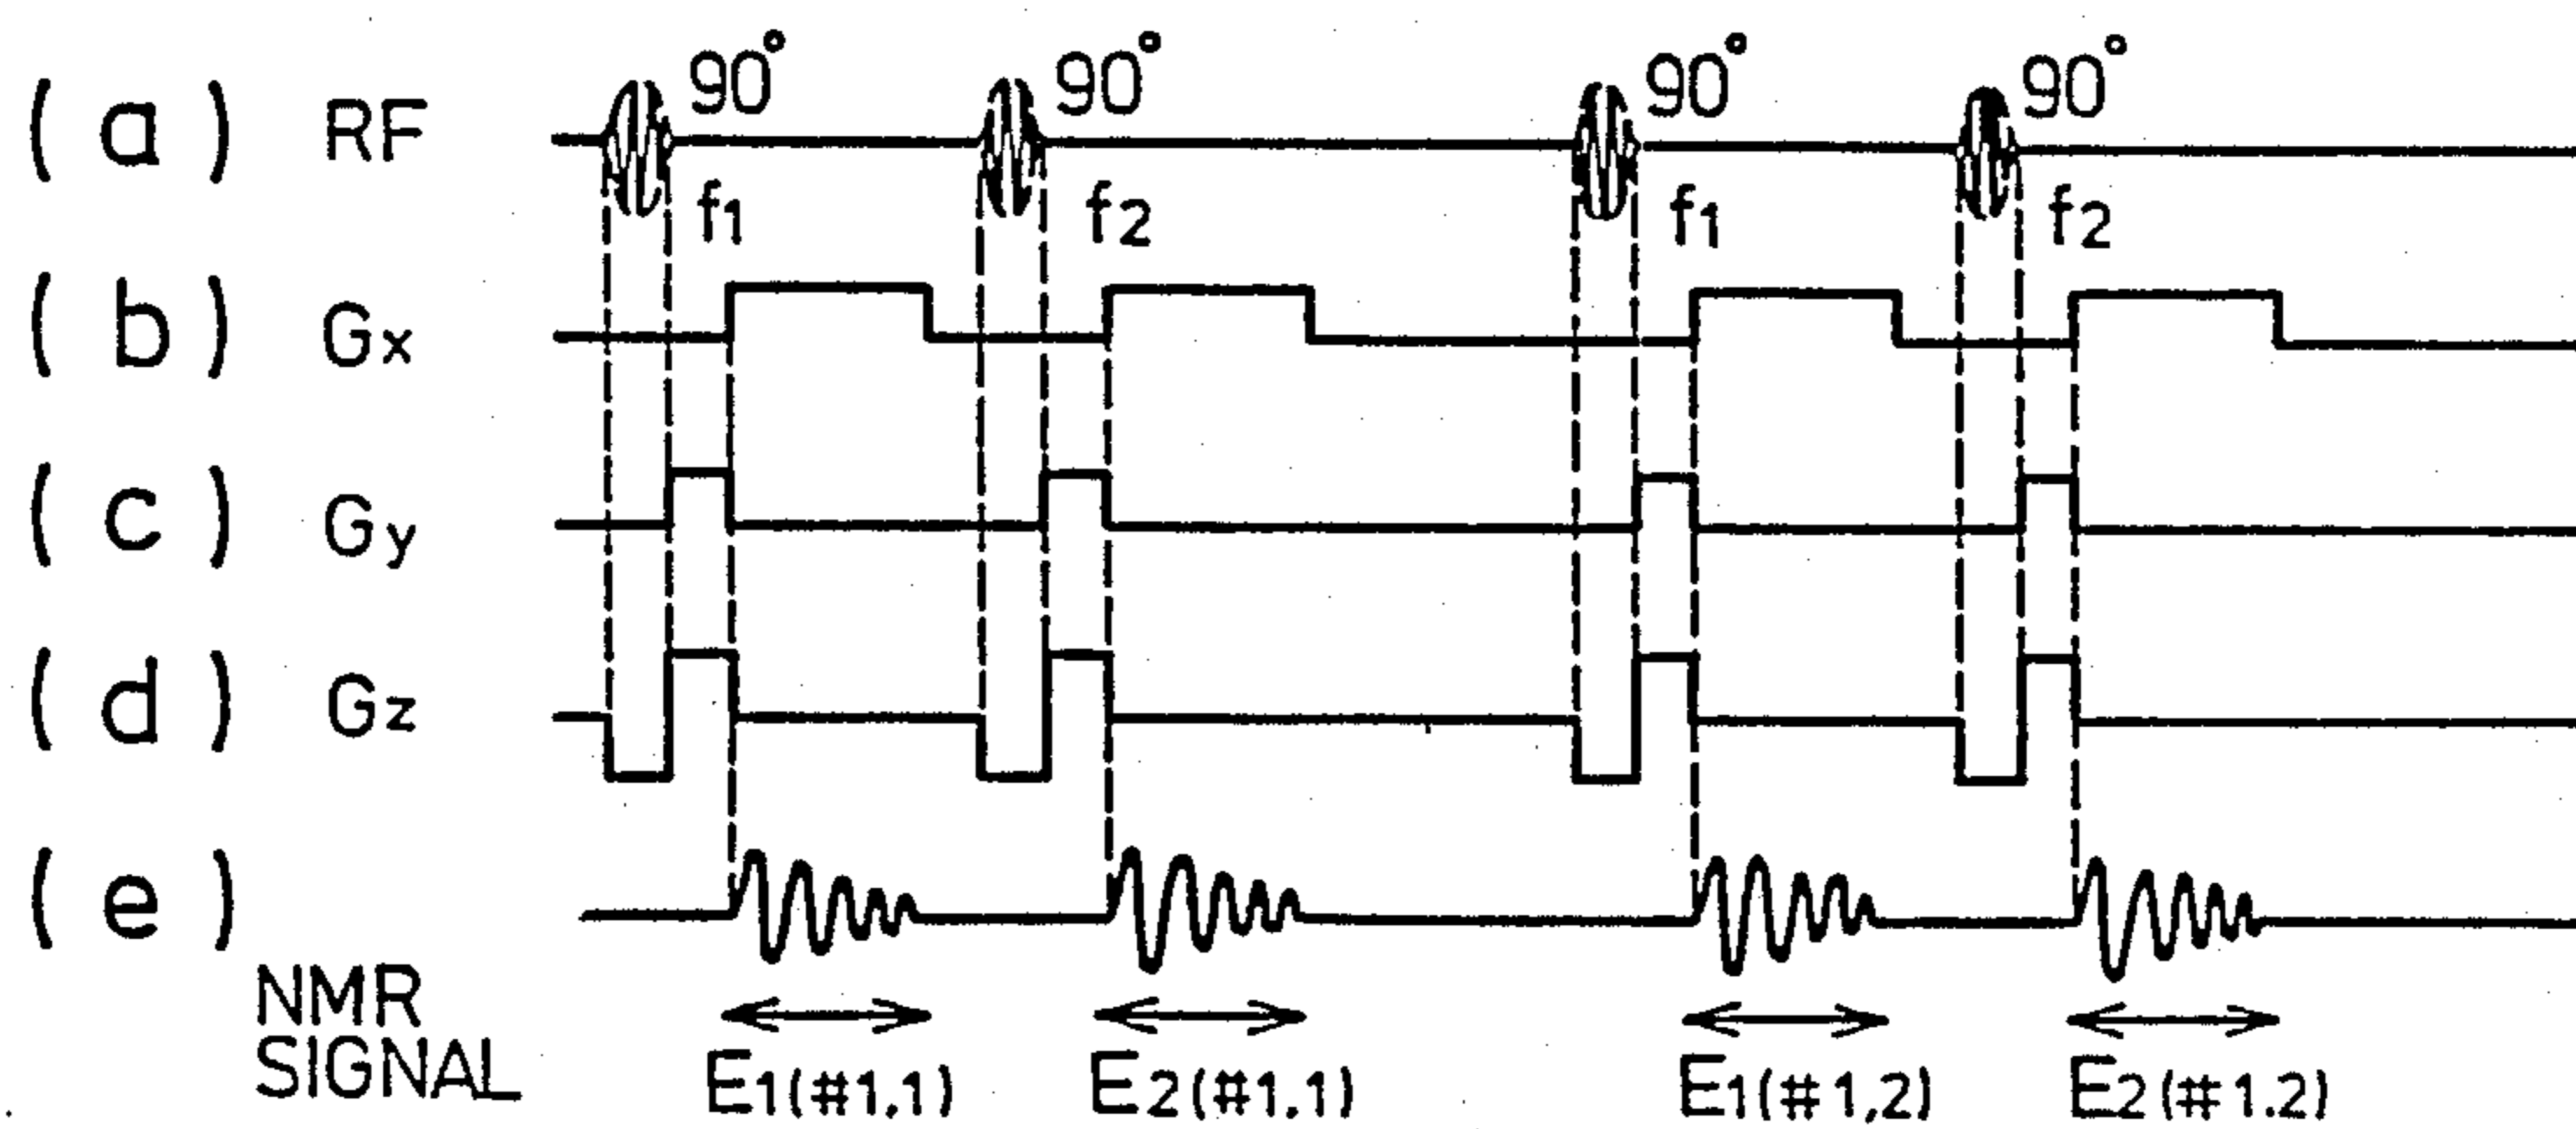 (a) RF 90° f1 90° f2 90° f1 90° f2
(b) Gx
(c) Gy
(d) Gz
(e)
NMR
SIGNAL
E1(#1,1) E2(#1.1) E1(#1,2) E2(#1.2)